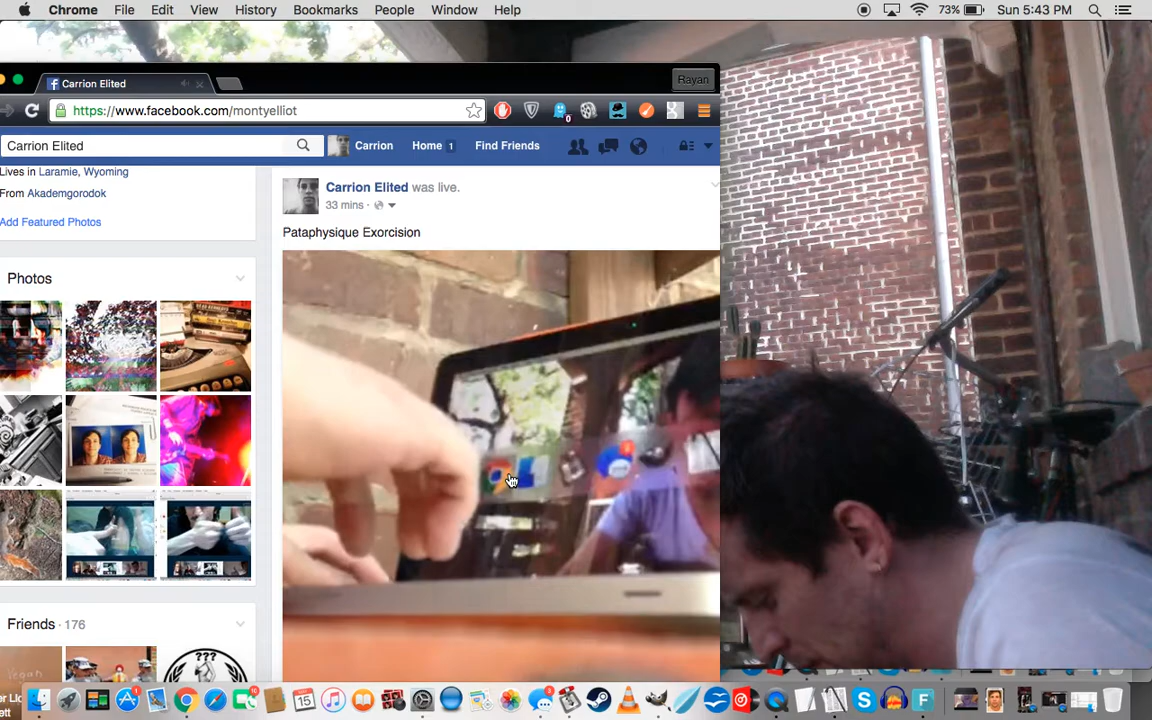 Chrome File Edit View History Bookmarks People Window Help 73% Sun 5:43 PM
Carrion Elited Rayan
https://www.facebook.com/montyelliot
Carrion Elited Carrion Home 1 Find Friends
Lives in Laramie, Wyoming
From Akademgorodok
Add Featured Photos
Carrion Elited was live.
33 mins ·
Pataphysique Exorcision
Photos
Friends · 176
Vegan
???
15